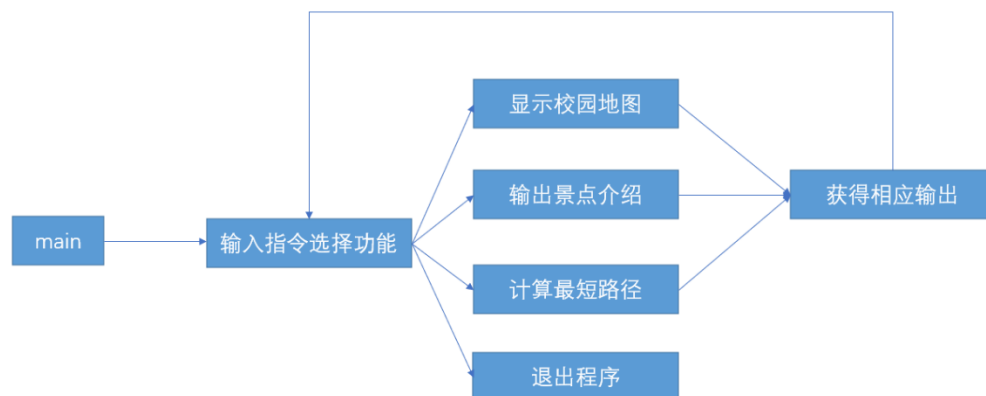 main
输入指令选择功能
显示校园地图
输出景点介绍
计算最短路径
退出程序
获得相应输出